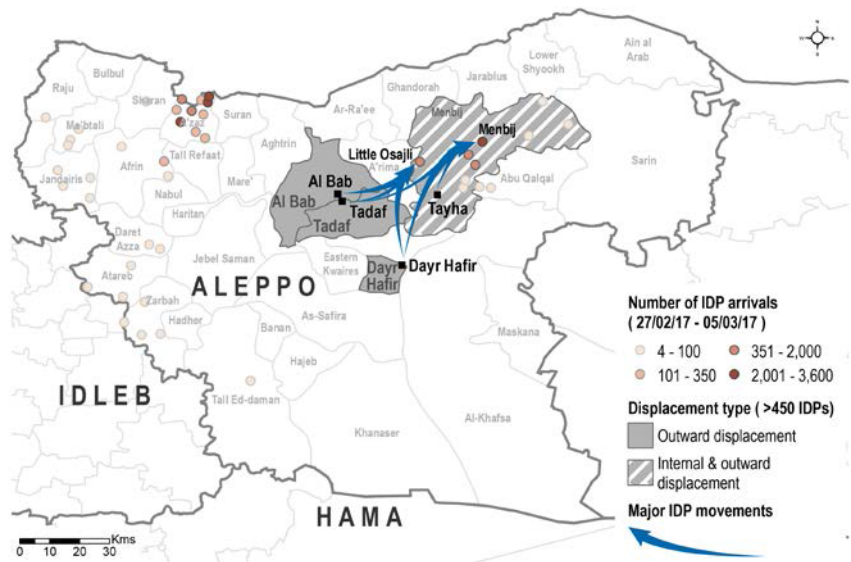 N
Ain al
Arab
Lower
Shyookh
Jarablus
Ghandorah
Bulbul
Raju
Sharan
Suran
Ar-Ra'ee
Menbij
A'zaz
Ma'btali
Aghtrin
Menbij
Little Osajli
A'rima
Sarin
Afrin
Tall Refaat
Jandairis
Nabul
Mare'
Al Bab
Al Bab
Tadaf
Tadaf
Tayha
Abu Qalqal
Haritan
Daret
Azza
Jebel Saman
Eastern
Kwaires
Dayr
Hafir
Dayr Hafir
Atareb
ALEPPO
Zarbah
As-Safira
Hadher
Banan
Maskana
Hajeb
IDLEB
Tall Ed-daman
Al-Khafsa
Khanaser
HAMA
Number of IDP arrivals
( 27/02/17 - 05/03/17 )
4 - 100
351 - 2,000
101 - 350
2,001 - 3,600
Displacement type ( >450 IDPs)
Outward displacement
Internal & outward
displacement
Major IDP movements
Kms
0 5 10 20 30